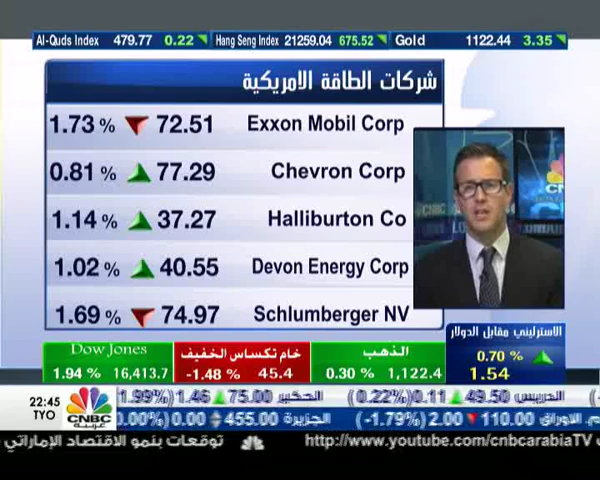 Al-Quds Index 479.77 0.22 Hang Seng Index 21259.04 675.52 Gold 1122.44 3.35
شركات الطاقة الامريكية
1.73 % 72.51 Exxon Mobil Corp
0.81 % 77.29 Chevron Corp
1.14 % 37.27 Halliburton Co
1.02 % 40.55 Devon Energy Corp
1.69 % 74.97 Schlumberger NV
CNBC
الاسترليني مقابل الدولار
0.70 %
1.54
Dow Jones
1.94 % 16,413.7
خام تكساس الخفيف
-1.48 % 45.4
الذهب
0.30 % 1,122.4
22:45
TYO
CNBC
عربية
1.99%) 1.46 75.00 (0.22%) 0.11 49.50 الدريس
0.00%) 0.00 455.00 الجزيرة (-1.79%) 2.00 110.00 م. الاوراق
توقعات بنمو الاقتصاد الإماراتي http://www.youtube.com/cnbcarabiaTV